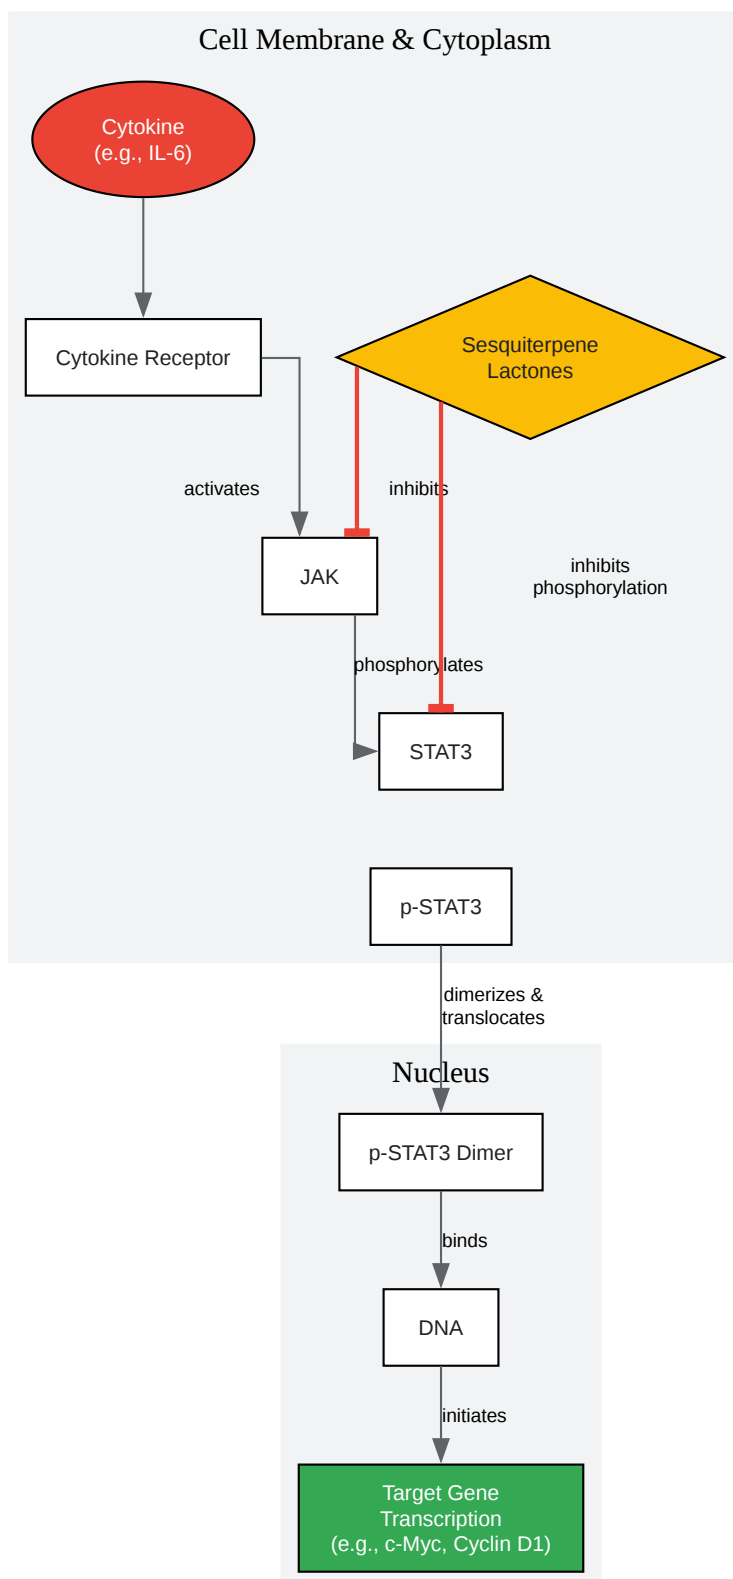 Cell Membrane & Cytoplasm
Cytokine
(e.g., IL-6)
Cytokine Receptor
Sesquiterpene
Lactones
activates
inhibits
inhibits
phosphorylation
JAK
phosphorylates
STAT3
p-STAT3
dimerizes &
translocates
Nucleus
p-STAT3 Dimer
binds
DNA
initiates
Target Gene
Transcription
(e.g., c-Myc, Cyclin D1)